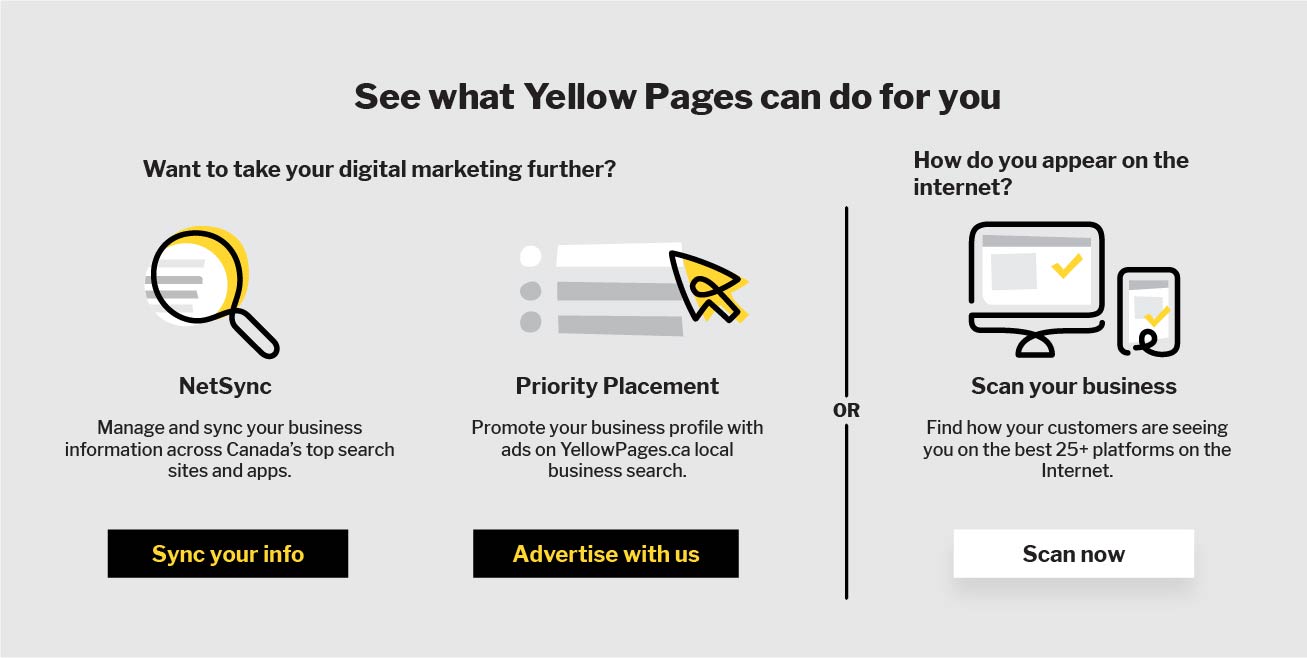 See what Yellow Pages can do for you
Want to take your digital marketing further?
NetSync
Manage and sync your business
information across Canada's top search
sites and apps.
Sync your info
Priority Placement
Promote your business profile with
ads on YellowPages.ca local
business search.
Advertise with us
OR
How do you appear on the
internet?
Scan your business
Find how your customers are seeing
you on the best 25+ platforms on the
Internet.
Scan now